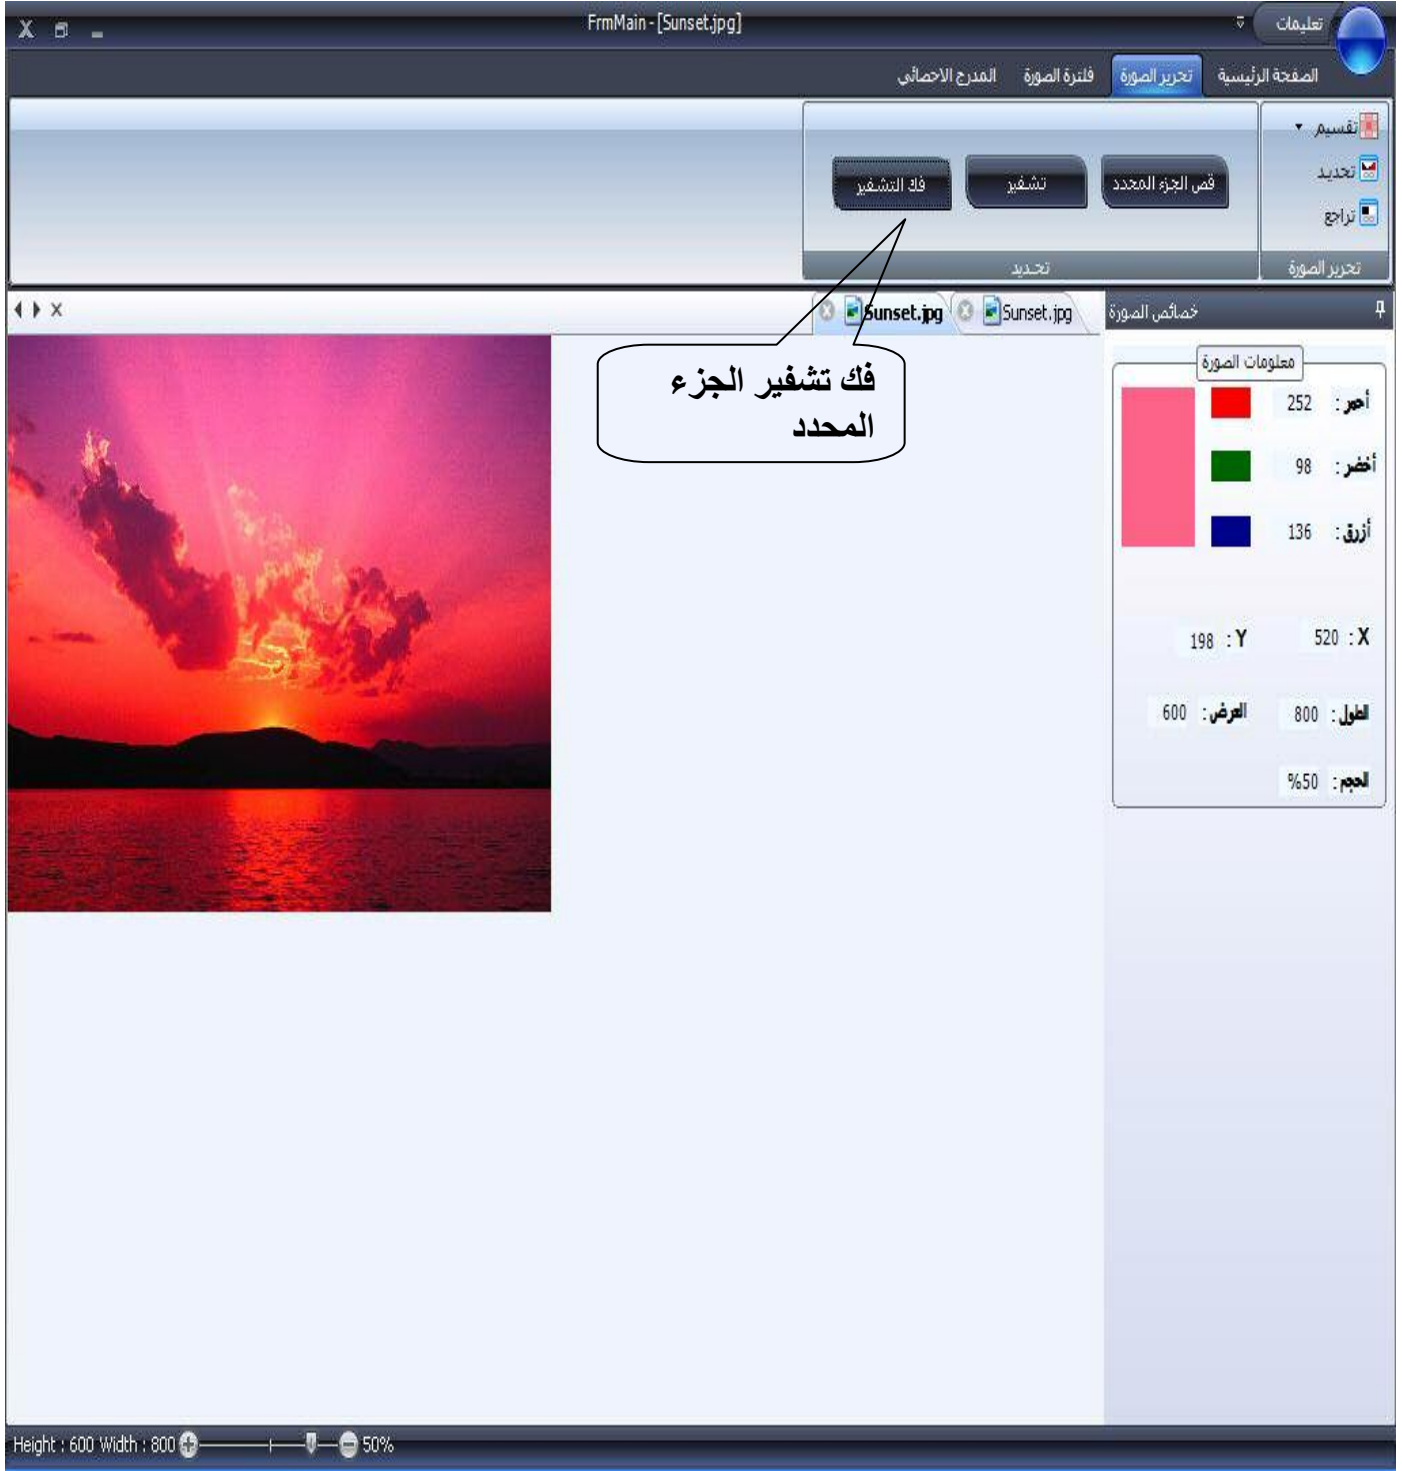 FrmMain - [Sunset.jpg]
تعليمات
الصفحة الرئيسية
تحرير الصورة
فلترة الصورة
المدرج الاحصائي
تقسيم
تحديد
تراجع
تحرير الصورة
قص الجزء المحدد
تشفير
فك التشفير
تحديد
خصائص الصورة
Sunset.jpg
Sunset.jpg
فك تشفير الجزء
المحدد
معلومات الصورة
أحمر : 252
أخضر : 98
أزرق : 136
X : 520 Y : 198
الطول : 800 العرض : 600
الحجم : 50%
Height : 600 Width : 800
50%